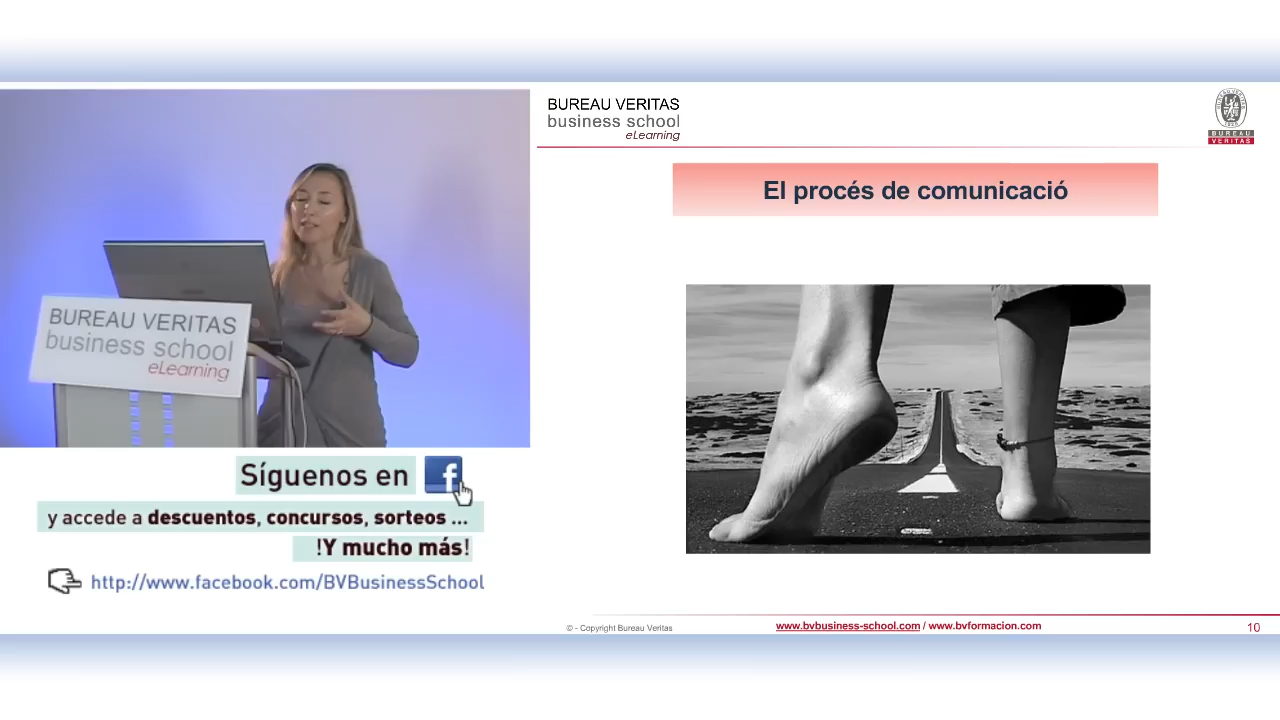 BUREAU VERITAS
business school
eLearning
Síguenos en f
y accede a descuentos, concursos, sorteos ...
!Y mucho más!
http://www.facebook.com/BVBusinessSchool
BUREAU VERITAS
business school
eLearning
BUREAU
VERITAS
El procés de comunicació
© - Copyright Bureau Veritas
www.bvbusiness-school.com / www.bvformacion.com
10